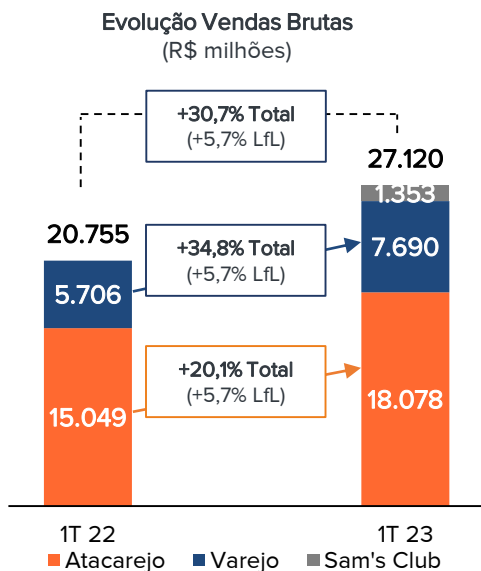 Evolução Vendas Brutas
(R$ milhões)
+30,7% Total
(+5,7% LfL)
27.120
1.353
20.755
+34,8% Total
(+5,7% LfL)
7.690
5.706
+20,1% Total
(+5,7% LfL)
18.078
15.049
1T 22
1T 23
Atacarejo
Varejo
Sam's Club